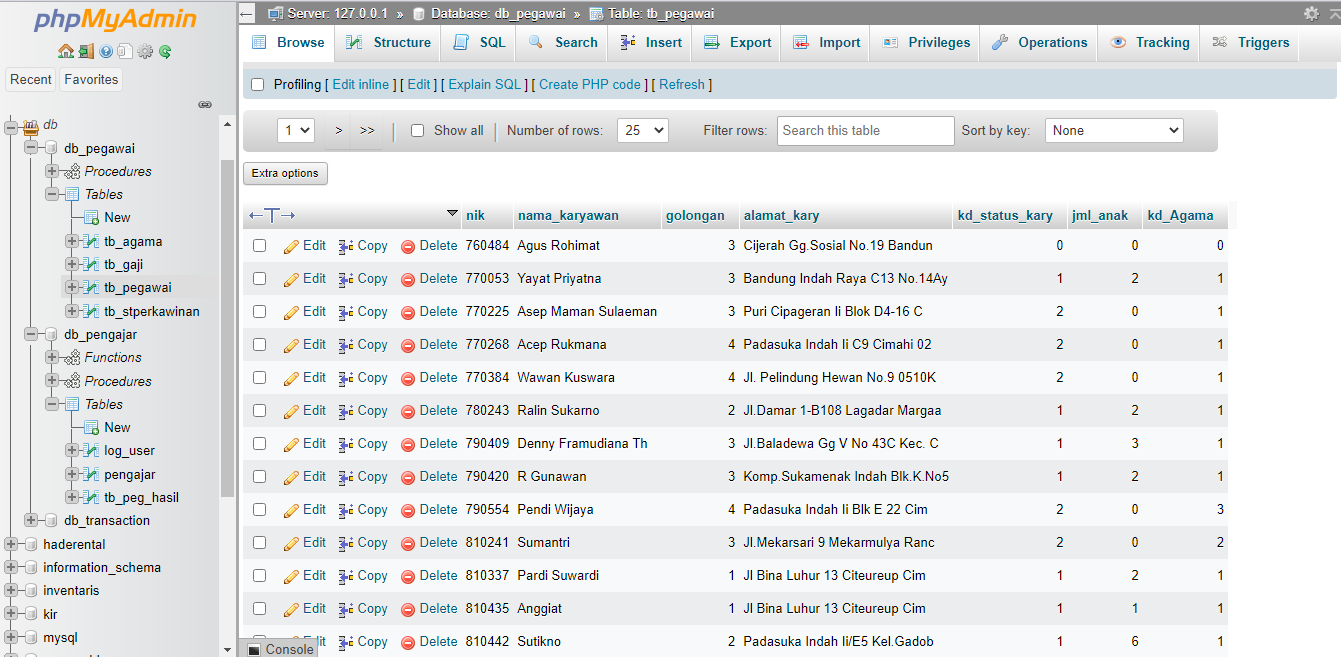 phpMyAdmin
Recent Favorites
db
db_pegawai
Procedures
Tables
New
tb_agama
tb_gaji
tb_pegawai
tb_stperkawinan
db_pengajar
Functions
Procedures
Tables
New
log_user
pengajar
tb_peg_hasil
db_transaction
haderental
information_schema
inventaris
kir
mysql
Server: 127.0.0.1 » Database: db_pegawai » Table: tb_pegawai
Browse Structure SQL Search Insert Export Import Privileges Operations Tracking Triggers
Profiling [ Edit inline ] [ Edit ] [ Explain SQL ] [ Create PHP code ] [ Refresh ]
1 > >> | Show all | Number of rows: 25 Filter rows: Search this table Sort by key: None
Extra options
←T→ nik nama_karyawan golongan alamat_kary kd_status_kary jml_anak kd_Agama
Edit Copy Delete 760484 Agus Rohimat 3 Cijerah Gg.Sosial No.19 Bandun 0 0 0
Edit Copy Delete 770053 Yayat Priyatna 3 Bandung Indah Raya C13 No.14Ay 1 2 1
Edit Copy Delete 770225 Asep Maman Sulaeman 3 Puri Cipageran Ii Blok D4-16 C 2 0 1
Edit Copy Delete 770268 Acep Rukmana 4 Padasuka Indah Ii C9 Cimahi 02 2 0 1
Edit Copy Delete 770384 Wawan Kuswara 4 Jl. Pelindung Hewan No.9 0510K 2 0 1
Edit Copy Delete 780243 Ralin Sukarno 2 Jl.Damar 1-B108 Lagadar Margaa 1 2 1
Edit Copy Delete 790409 Denny Framudiana Th 3 Jl.Baladewa Gg V No 43C Kec. C 1 3 1
Edit Copy Delete 790420 R Gunawan 3 Komp.Sukamenak Indah Blk.K.No5 1 2 1
Edit Copy Delete 790554 Pendi Wijaya 4 Padasuka Indah Ii Blk E 22 Cim 2 0 3
Edit Copy Delete 810241 Sumantri 3 Jl.Mekarsari 9 Mekarmulya Ranc 2 0 2
Edit Copy Delete 810337 Pardi Suwardi 1 Jl Bina Luhur 13 Citeureup Cim 1 2 1
Edit Copy Delete 810435 Anggiat 1 Jl Bina Luhur 13 Citeureup Cim 1 1 1
Copy Delete 810442 Sutikno 2 Padasuka Indah Ii/E5 Kel.Gadob 1 6 1
Console